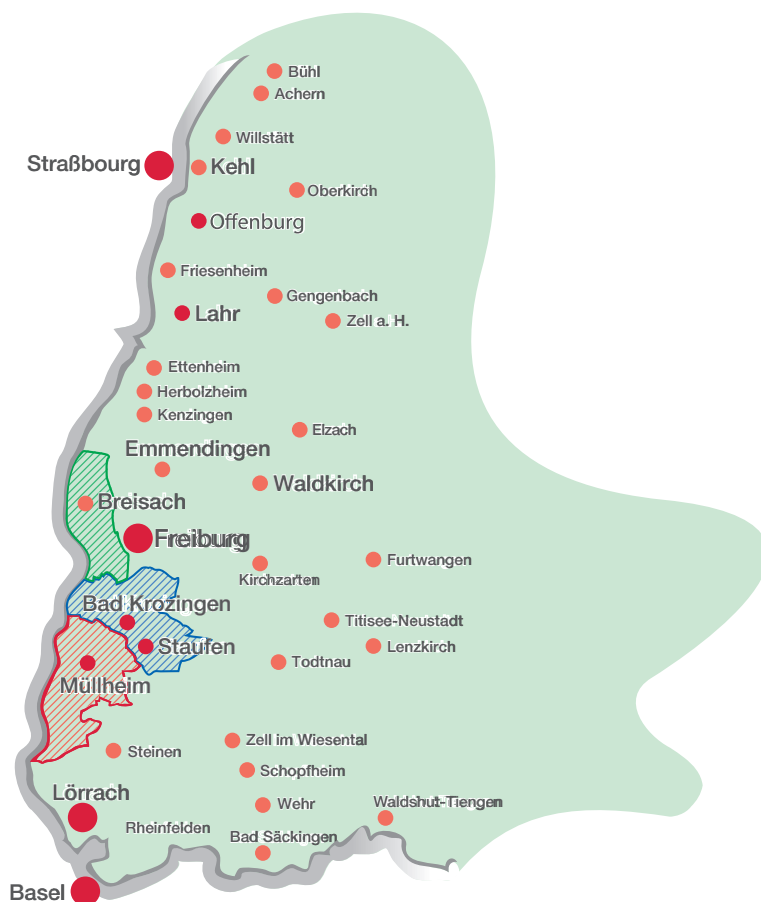 Bühl
Achern
Willstätt
Straßbourg
Kehl
Oberkirch
Offenburg
Friesenheim
Gengenbach
Lahr
Zell a. H.
Ettenheim
Herbolzheim
Kenzingen
Elzach
Emmendingen
Waldkirch
Breisach
Freiburg
Furtwangen
Kirchzarten
Bad Krozingen
Titisee-Neustadt
Staufen
Lenzkirch
Todtnau
Müllheim
Zell im Wiesental
Steinen
Schopfheim
Lörrach
Wehr
Waldshut-Tiengen
Rheinfelden
Bad Säckingen
Basel